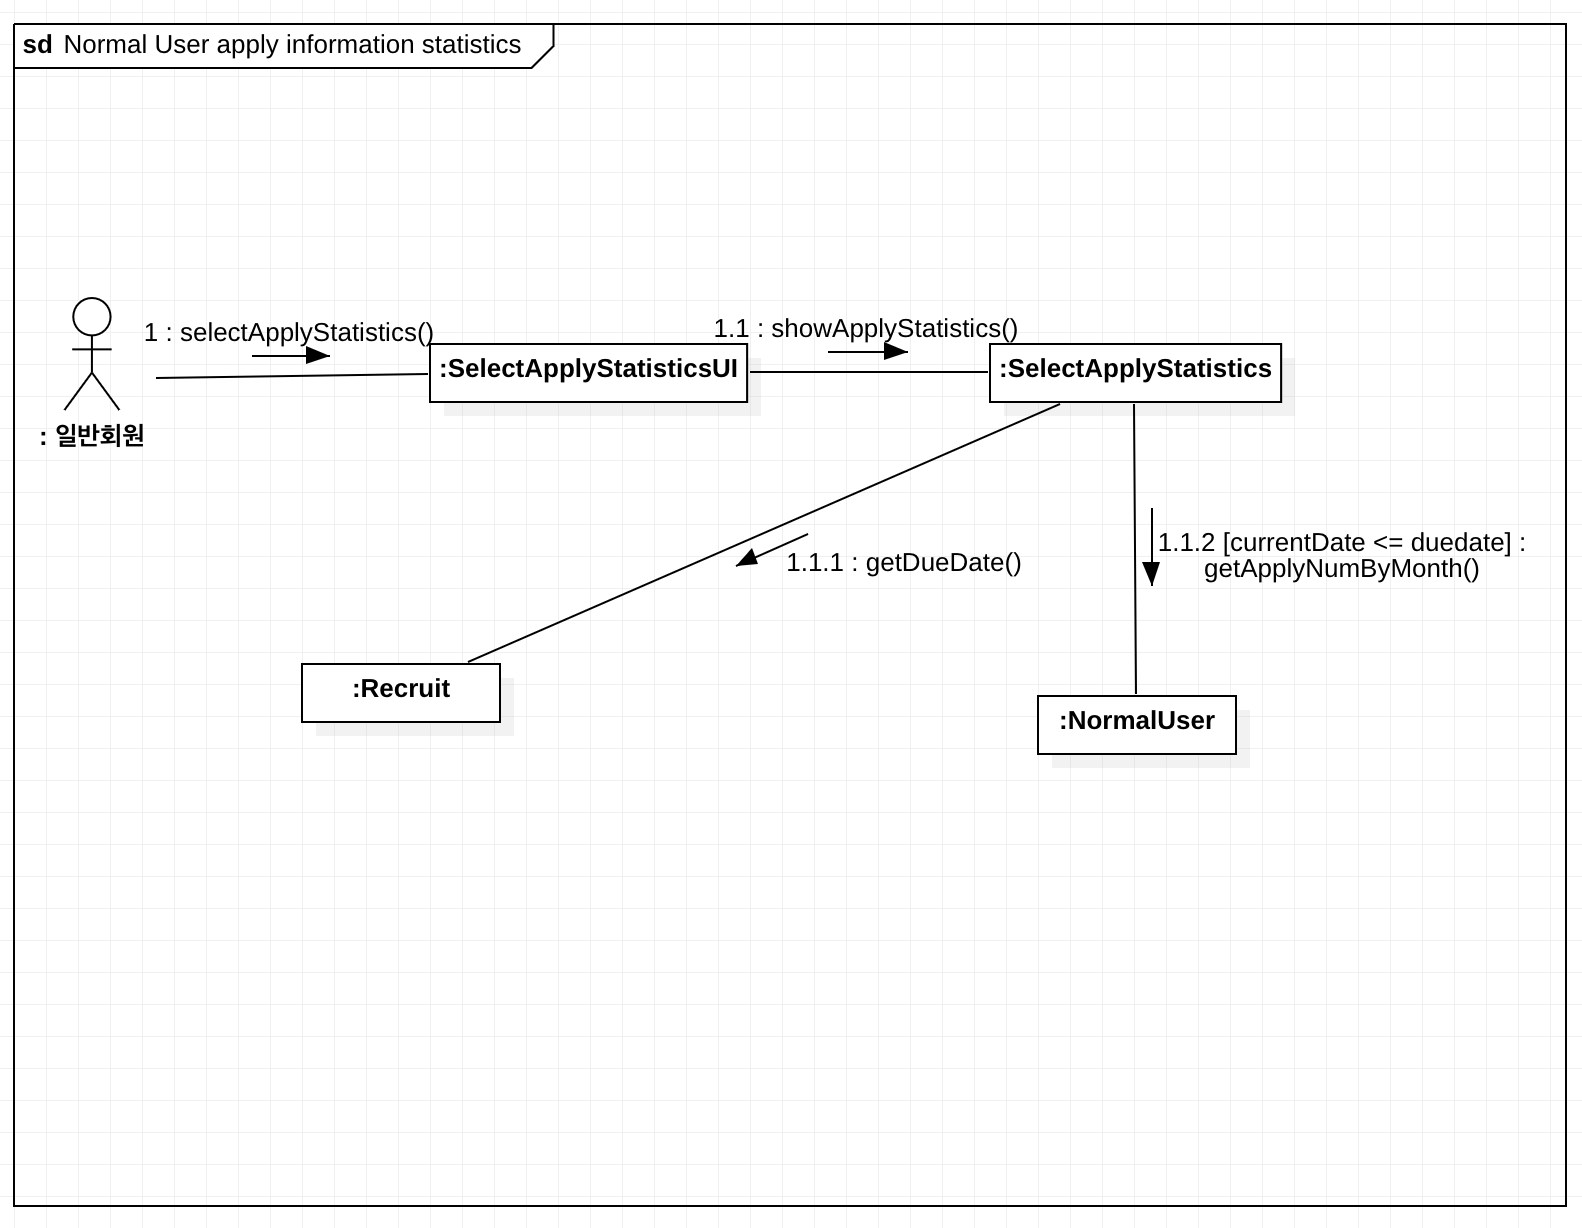 sd Normal User apply information statistics
1 : selectApplyStatistics()
1.1 : showApplyStatistics()
:SelectApplyStatisticsUI
:SelectApplyStatistics
: 일반회원
1.1.1 : getDueDate()
1.1.2 [currentDate <= duedate] :
getApplyNumByMonth()
:Recruit
:NormalUser